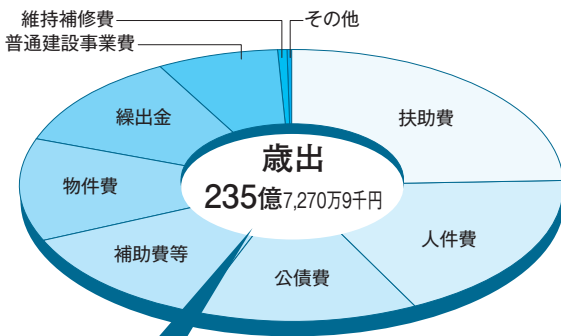 維持補修費
その他
普通建設事業費
繰出金
扶助費
歳出
235億7,270万9千円
物件費
人件費
補助費等
公債費